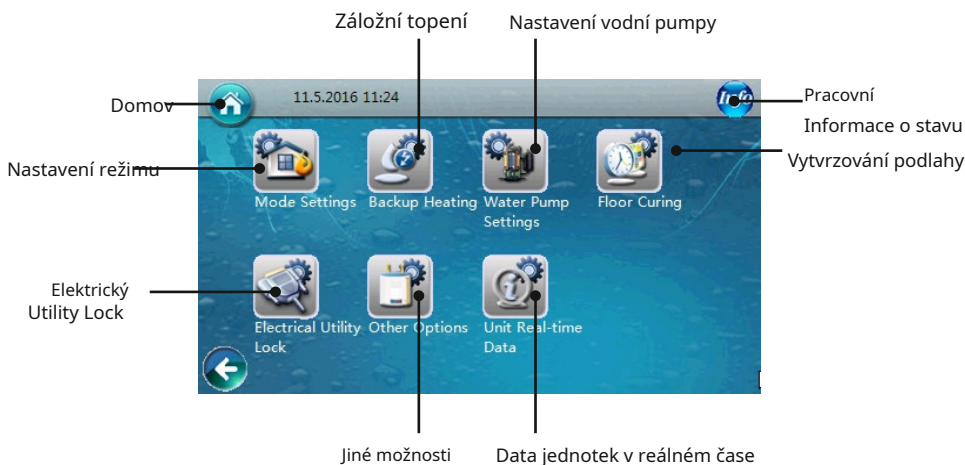 Záložní topení
Nastavení vodní pumpy
Domov
11.5.2016 11:24
Info
Pracovní
Informace o stavu
Vytvrzování podlahy
Nastavení režimu
Mode Settings
Backup Heating
Water Pump
Settings
Floor Curing
Elektrický
Utility Lock
Electrical Utility
Lock
Other Options
Unit Real-time
Data
Jiné možnosti
Data jednotek v reálném čase